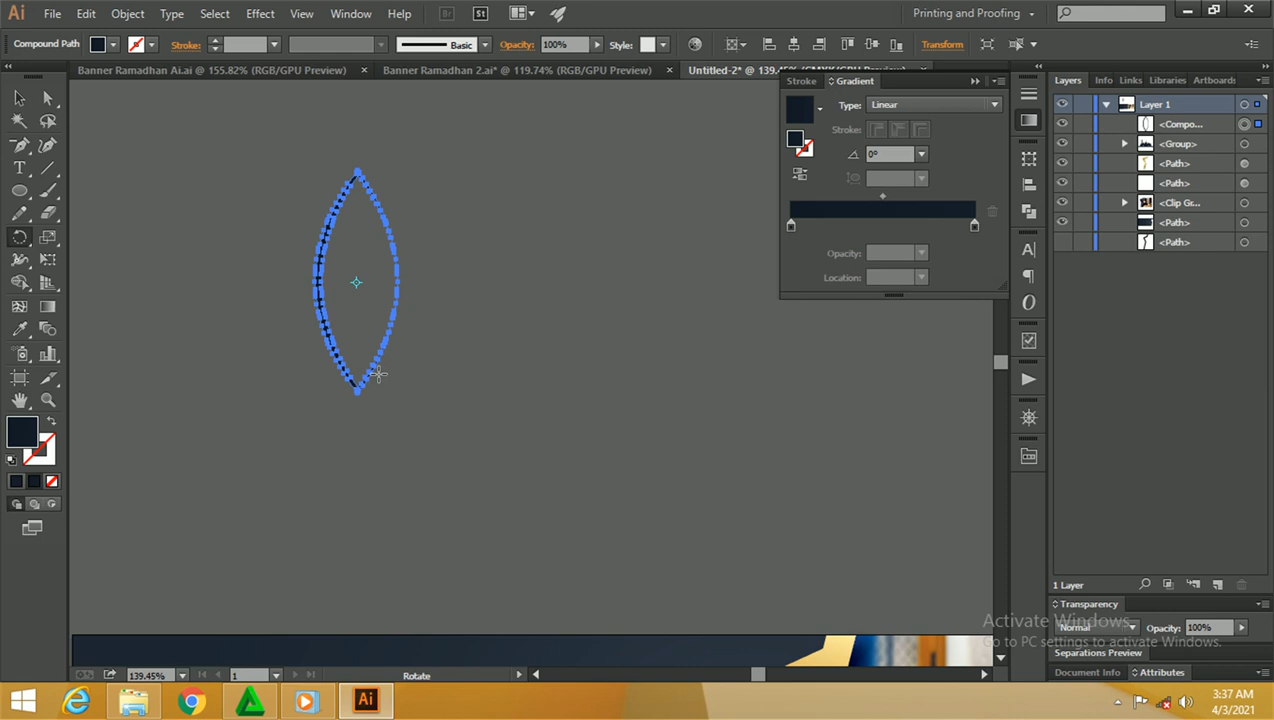 Ai File Edit Object Type Select Effect View Window Help Br St Printing and Proofing
Compound Path Stroke: Basic Opacity: 100% Style: Transform
Banner Ramadhan Ai.ai @ 155.82% (RGB/GPU Preview) × Banner Ramadhan 2.ai* @ 119.74% (RGB/GPU Preview) ×
Stroke Gradient
Type: Linear
Stroke:
0°
Opacity:
Location:
Layers Info Links Libraries Artboards
Layer 1
<Compo...
<Group>
<Path>
<Path>
<Clip Gr...
<Path>
<Path>
1 Layer
Transparency
Normal Opacity: 100%
Separations Preview
Document Info Attributes
Activate Windows
Go to PC settings to activate Windows.
139.45% 1 Rotate
Ai
3:37 AM
4/3/2021